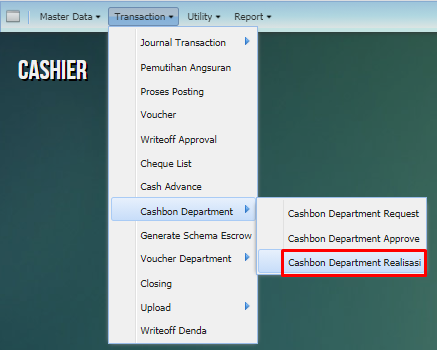 Master Data Transaction Utility Report
CASHIER
Journal Transaction
Pemutihan Angsuran
Proses Posting
Voucher
Writeoff Approval
Cheque List
Cash Advance
Cashbon Department
Generate Schema Escrow
Voucher Department
Closing
Upload
Writeoff Denda
Cashbon Department Request
Cashbon Department Approve
Cashbon Department Realisasi